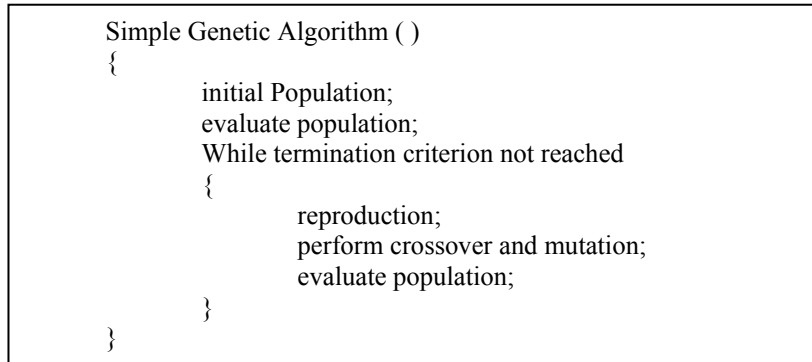 Simple Genetic Algorithm ( )
{
initial Population;
evaluate population;
While termination criterion not reached
{
reproduction;
perform crossover and mutation;
evaluate population;
}
}